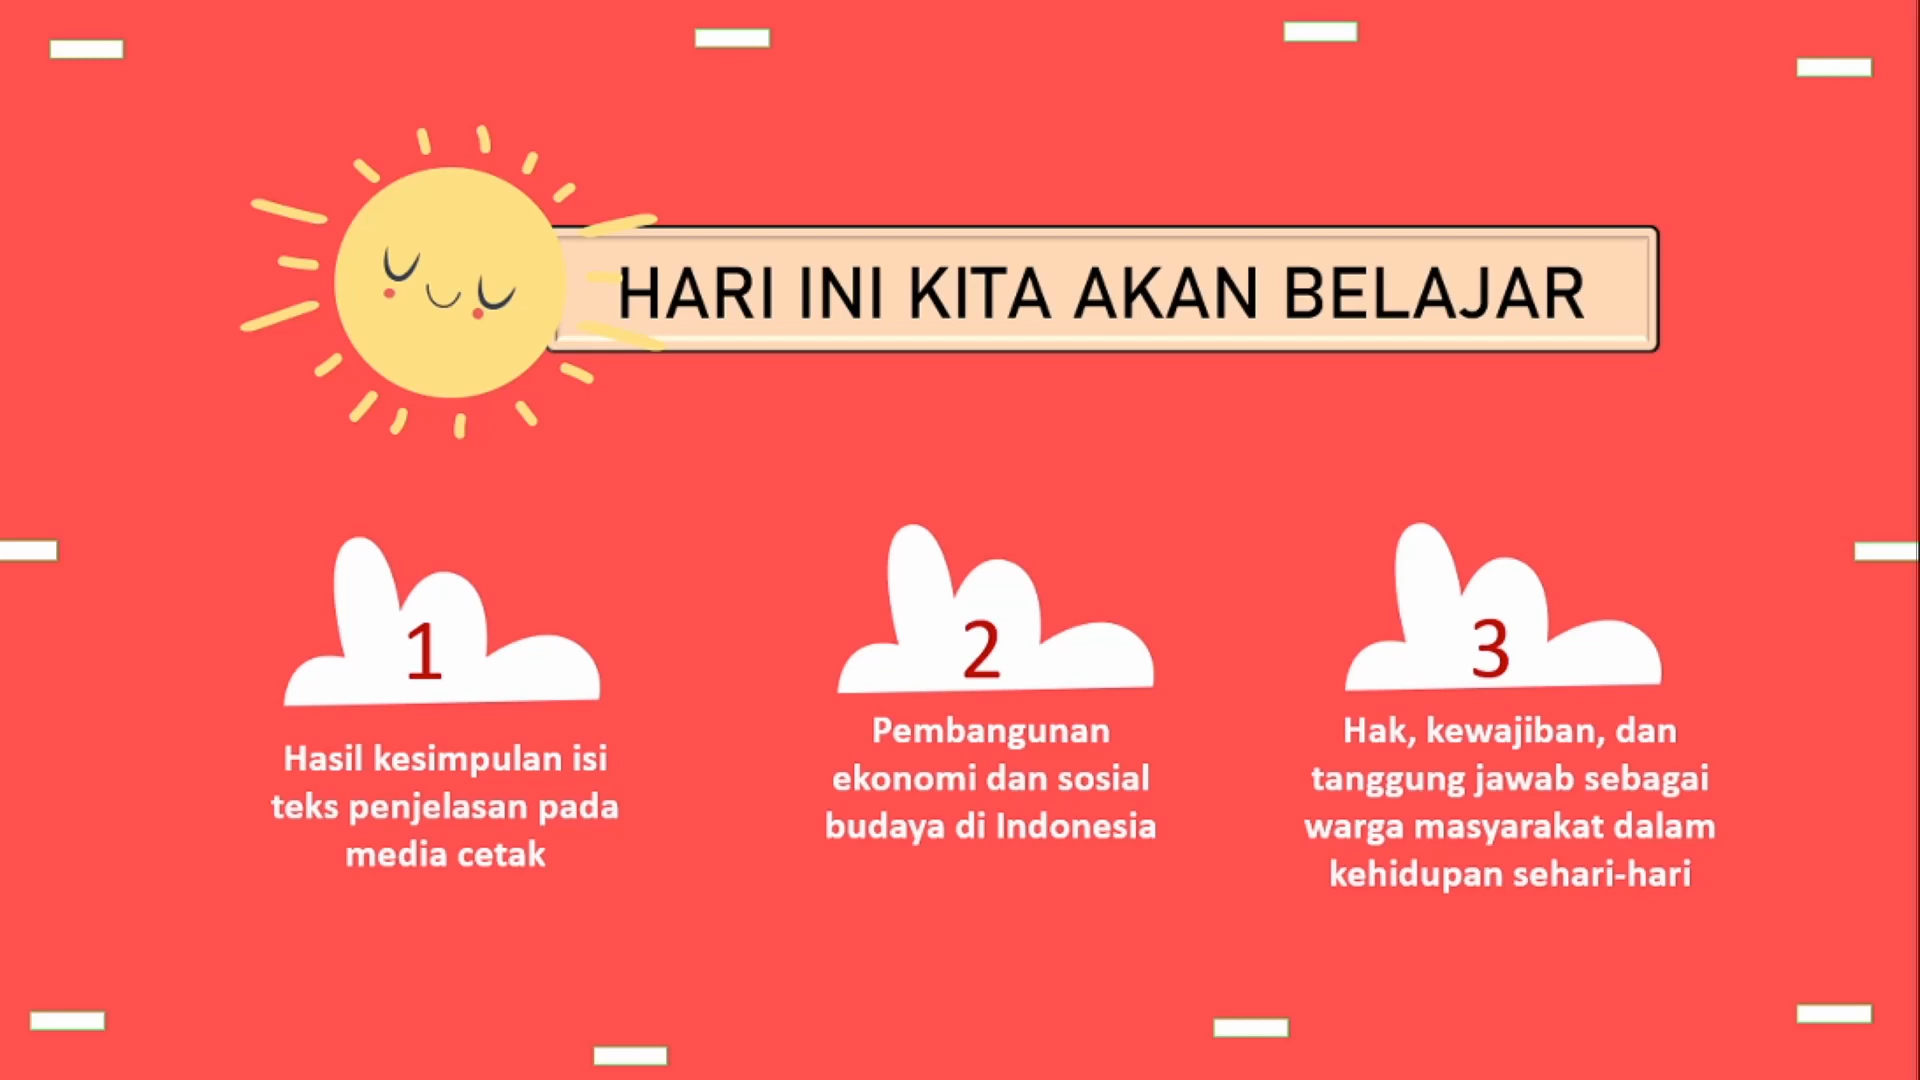 HARI INI KITA AKAN BELAJAR
1
Hasil kesimpulan isi
teks penjelasan pada
media cetak
2
Pembangunan
ekonomi dan sosial
budaya di Indonesia
3
Hak, kewajiban, dan
tanggung jawab sebagai
warga masyarakat dalam
kehidupan sehari-hari